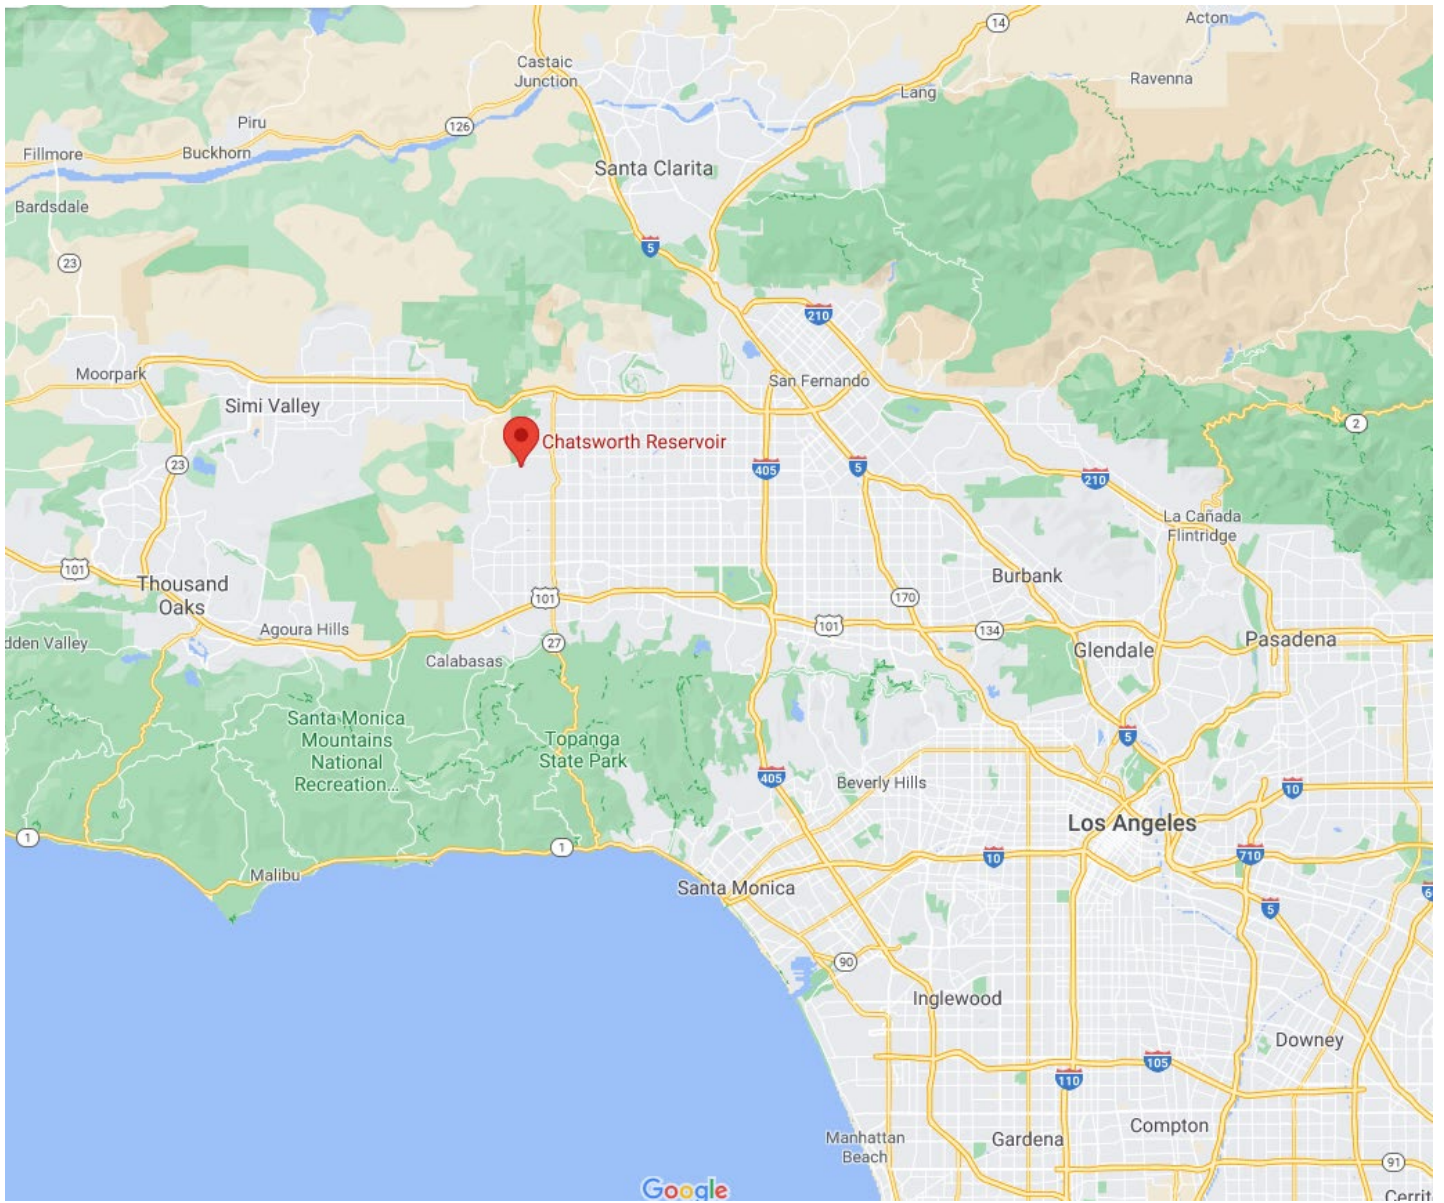 14
Acton
Castaic
Junction
Ravenna
Lang
Piru
126
Fillmore
Buckhorn
Santa Clarita
Bardsdale
5
23
210
Moorpark
San Fernando
Simi Valley
2
Chatsworth Reservoir
23
405
5
210
La Cañada
Flintridge
101
Thousand
Oaks
Burbank
101
170
Agoura Hills
101
134
dden Valley
27
Glendale
Pasadena
Calabasas
Santa Monica
Mountains
National
Recreation...
Topanga
State Park
5
405
Beverly Hills
10
Los Angeles
1
1
10
710
Malibu
Santa Monica
6
5
90
Inglewood
Downey
105
110
Compton
Manhattan
Beach
Gardena
91
Google
Cerrit